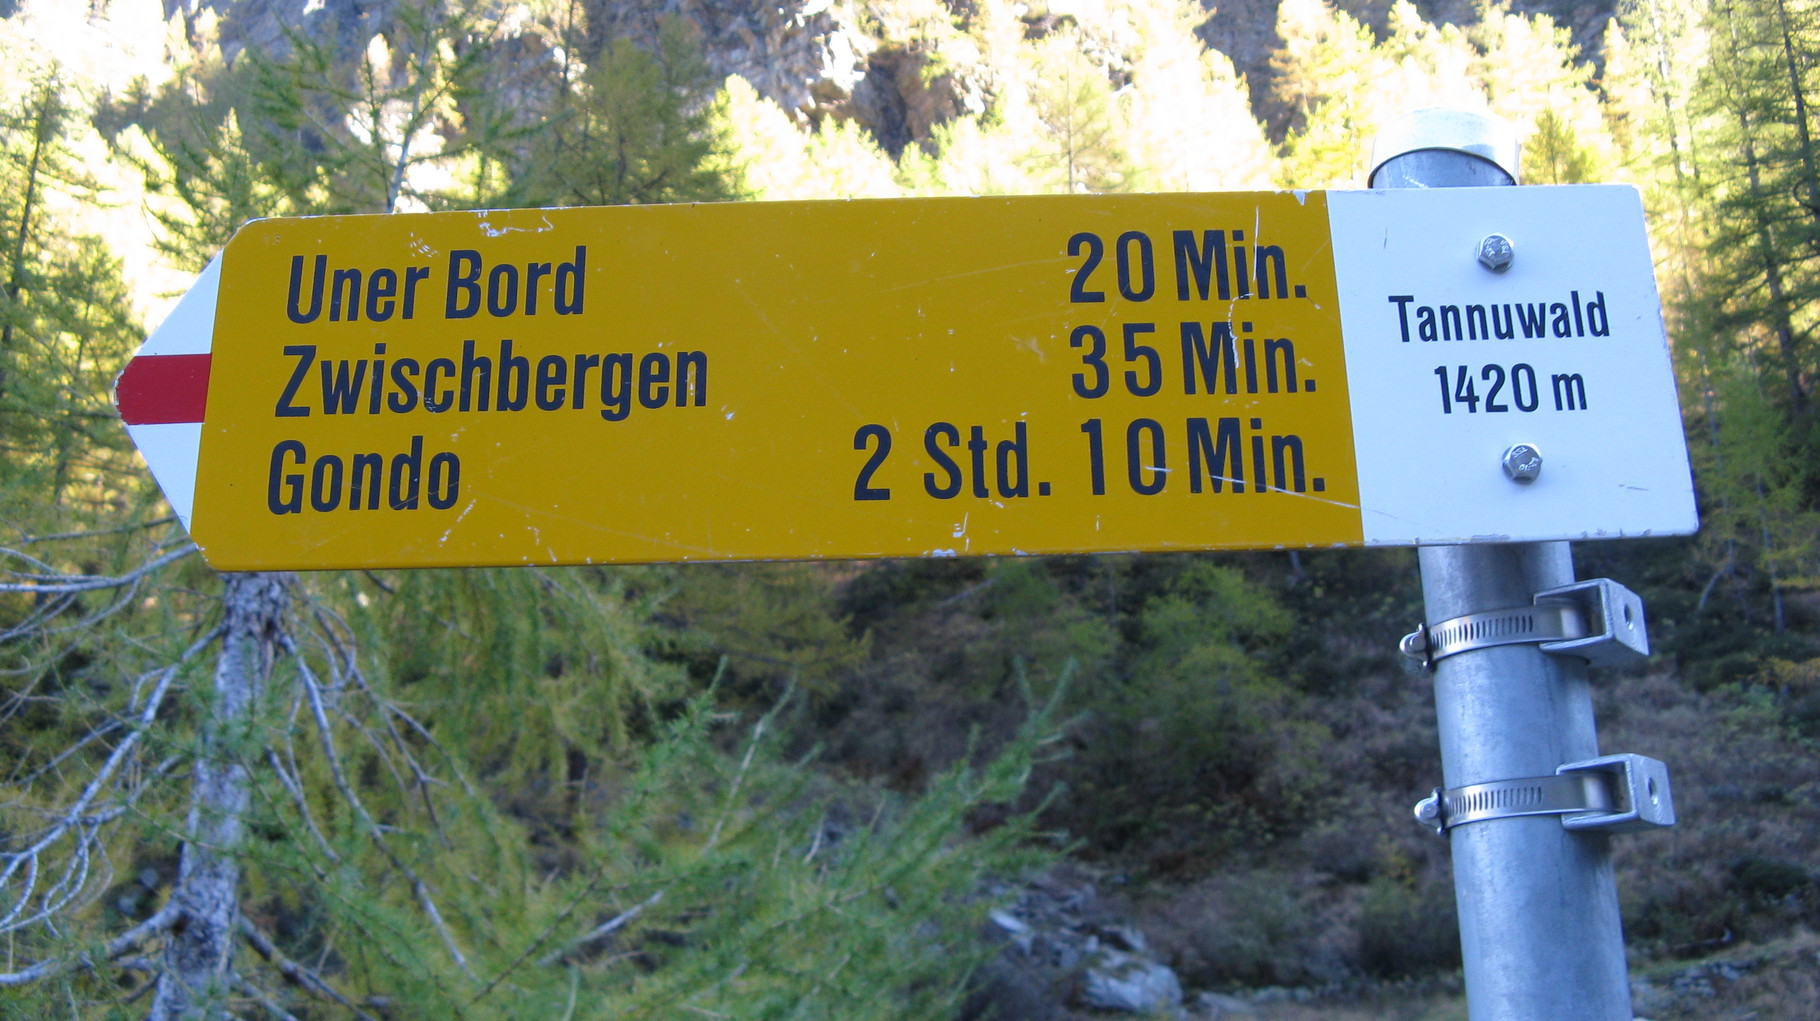 Uner Bord 20 Min.
Zwischbergen 35 Min.
Gondo 2 Std. 10 Min.
Tannuwald
1420 m